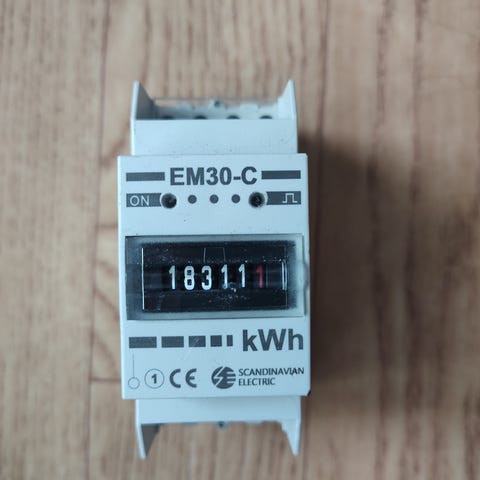 EM30-C
ON
183111
kWh
1 CE SCANDINAVIAN
ELECTRIC